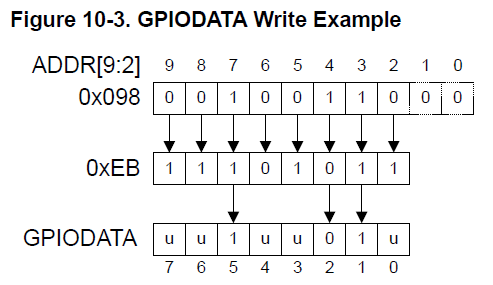 Figure 10-3. GPIODATA Write Example
ADDR[9:2] 9 8 7 6 5 4 3 2 1 0
0x098 0 0 1 0 0 1 1 0 0 0
0xEB 1 1 1 0 1 0 1 1
GPIODATA u u 1 u u 0 1 u
7 6 5 4 3 2 1 0